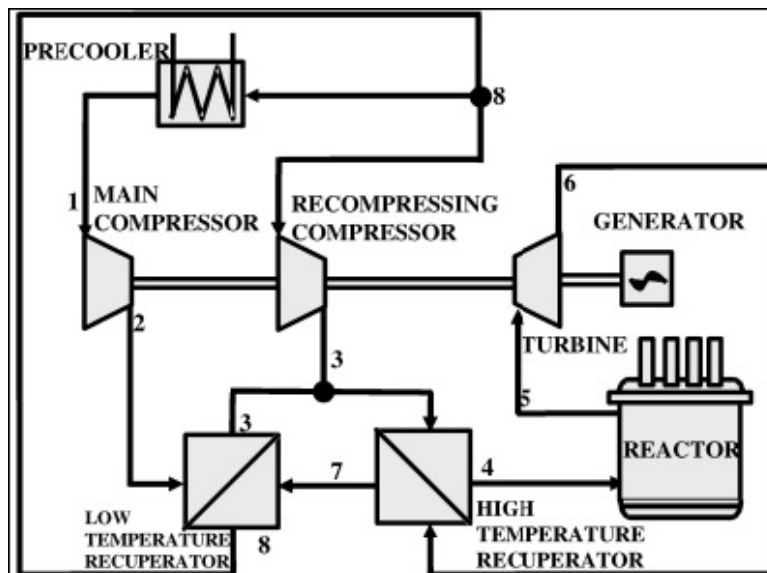 PRECOOLER
8
6
1
MAIN
COMPRESSOR
RECOMPRESSING
COMPRESSOR
GENERATOR
2
3
TURBINE
5
3
REACTOR
7
4
LOW
TEMPERATURE
RECUPERATOR
8
HIGH
TEMPERATURE
RECUPERATOR